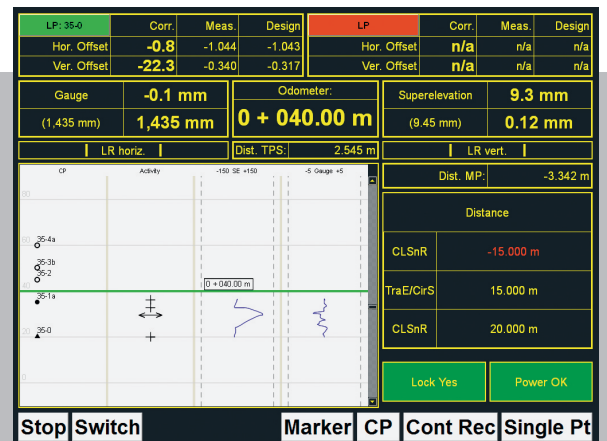 LP: 35-0 Corr. Meas. Design
Hor. Offset -0.8 -1.044 -1.043
Ver. Offset -22.3 -0.340 -0.317
LP Corr. Meas. Design
Hor. Offset n/a n/a n/a
Ver. Offset n/a n/a n/a
Gauge -0.1 mm
(1,435 mm) 1,435 mm
Odometer:
0 + 040.00 m
Superelevation 9.3 mm
(9.45 mm) 0.12 mm
LR horiz.
Dist. TPS: 2.545 m
LR vert.
CP Activity -150 SE +150 -5 Gauge +5
80
60
35-4a
35-3b
35-2
40
0 +040.00 m
35-1a
20
35-0
0
Dist. MP: -3.342 m
Distance
CLSnR -15.000 m
TraE/CirS 15.000 m
CLSnR 20.000 m
Lock Yes Power OK
Stop Switch Marker CP Cont Rec Single Pt